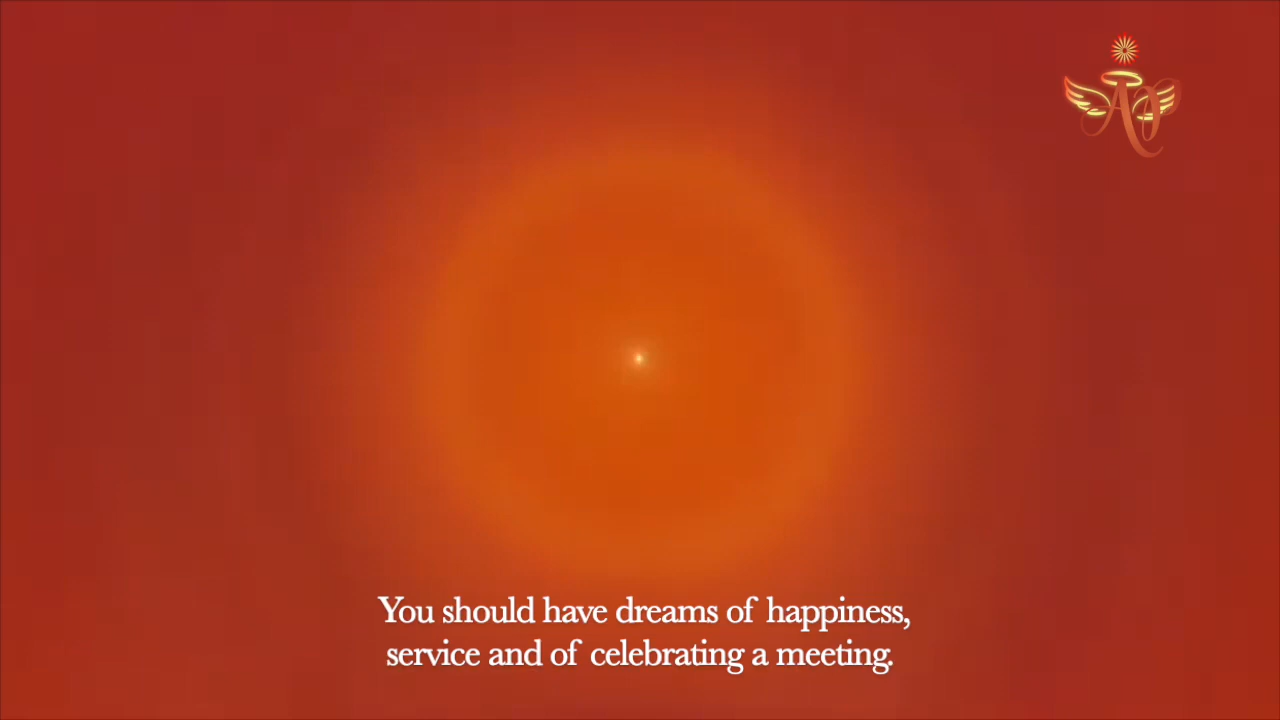 You should have dreams of happiness,
service and of celebrating a meeting.